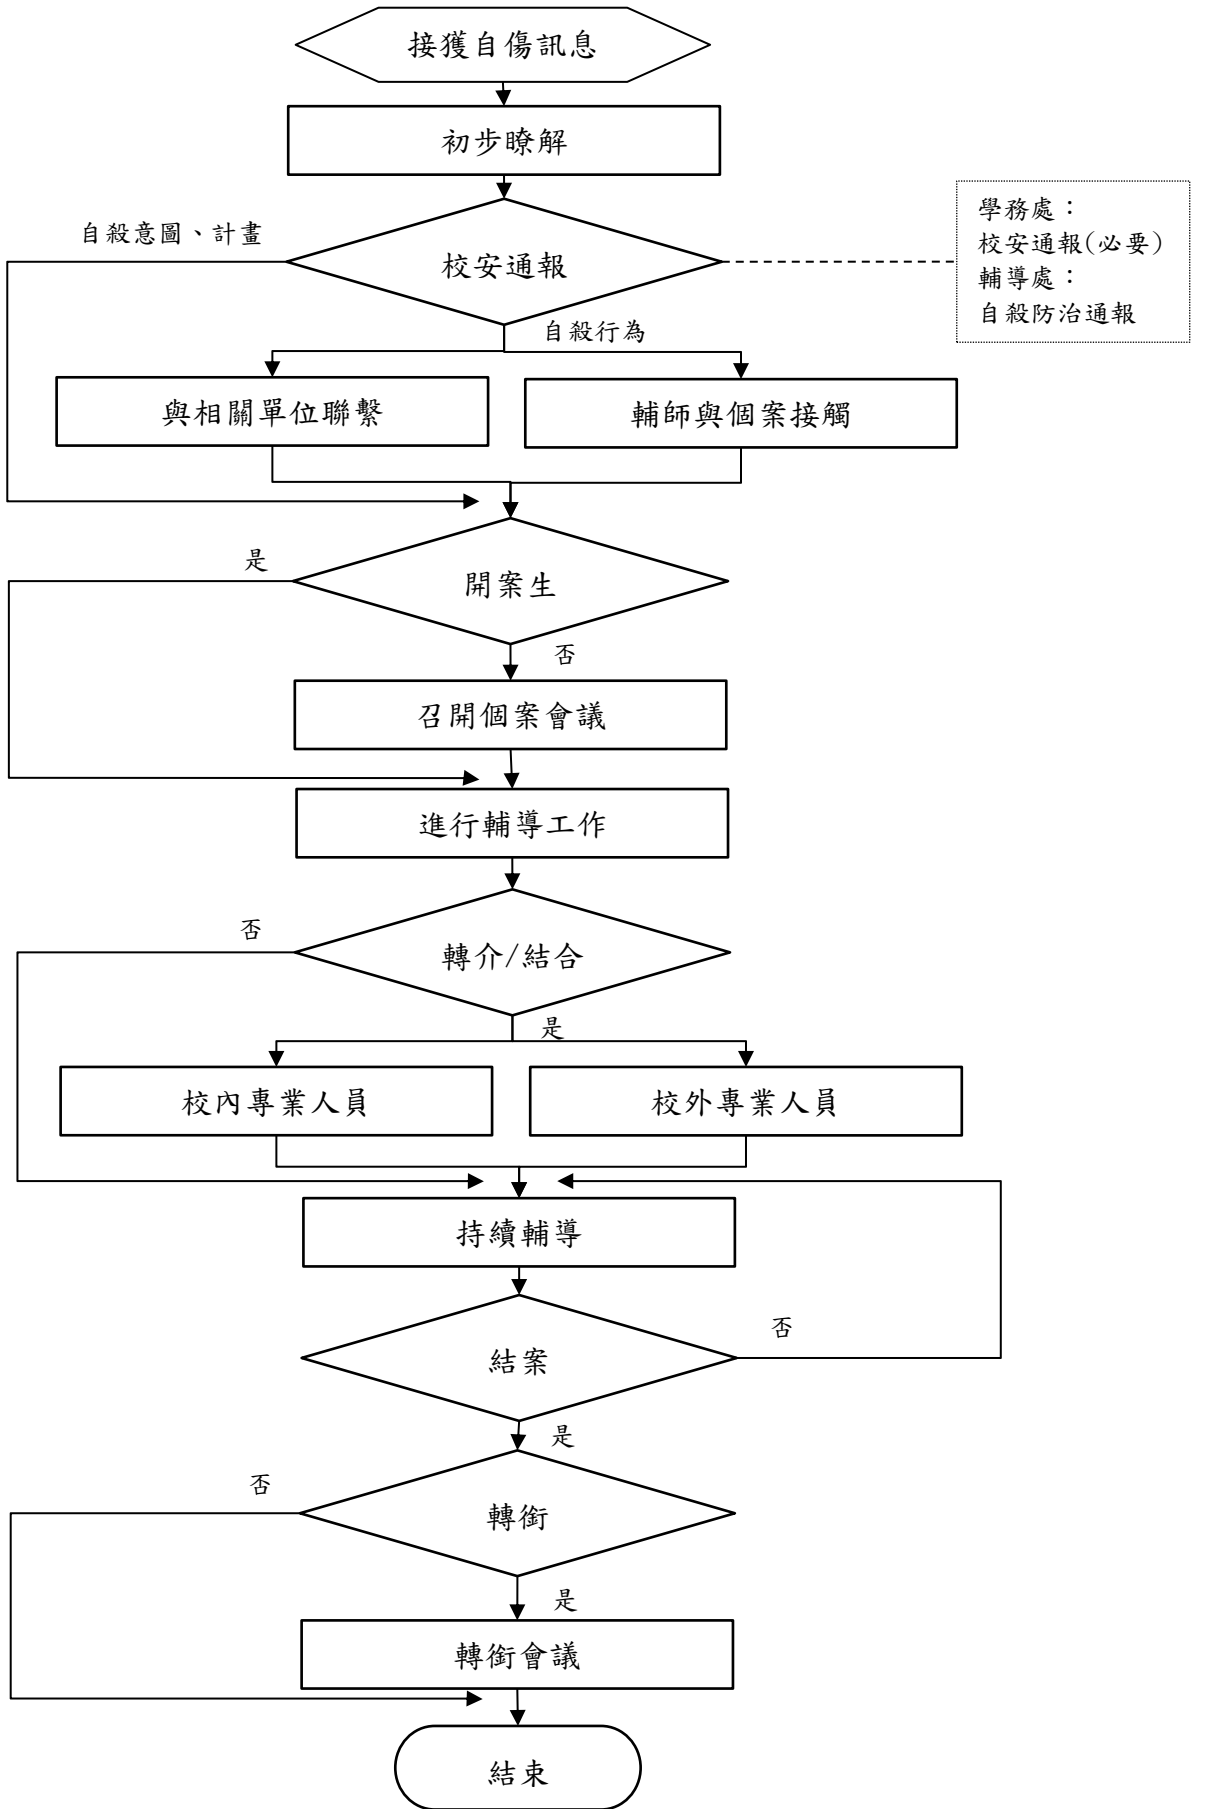 接獲自傷訊息
初步瞭解
自殺意圖、計畫
校安通報
學務處：
校安通報(必要)
輔導處：
自殺防治通報
自殺行為
與相關單位聯繫
輔師與個案接觸
是
開案生
否
召開個案會議
進行輔導工作
否
轉介/結合
是
校內專業人員
校外專業人員
持續輔導
結案
否
是
否
轉銜
是
轉銜會議
結束